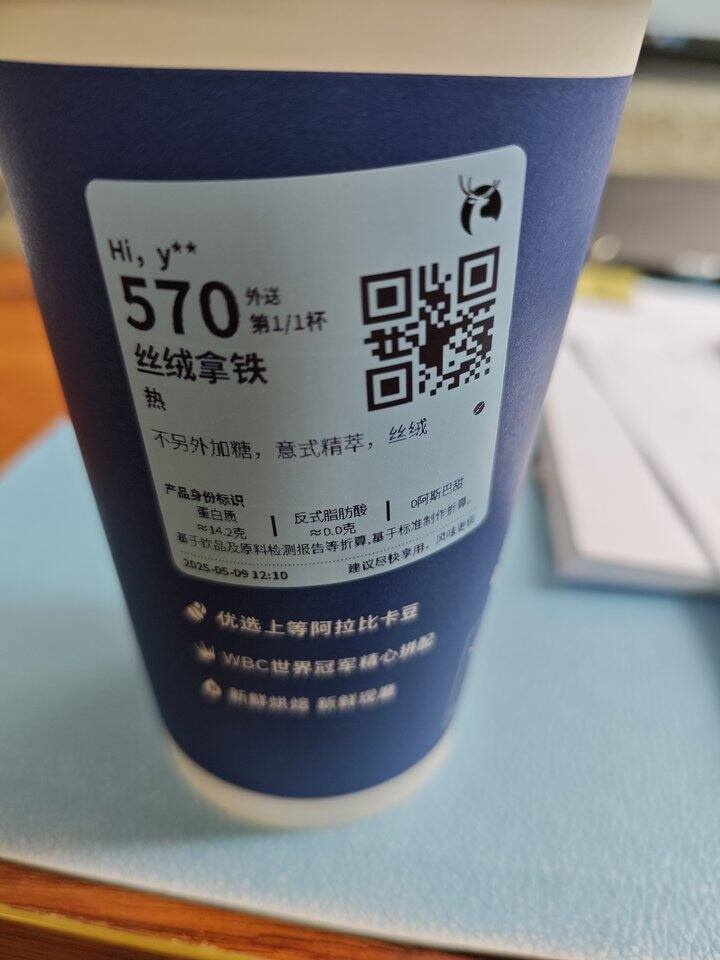 Hi, y**
570
外送
第1/1杯
丝绒拿铁
热
不另外加糖，意式精萃，丝绒
产品身份标识
蛋白质
≈14.2克
反式脂肪酸
≈0.0克
0阿斯巴甜
基于饮品及原料检测报告等折算,基于标准制作折算。
2025-05-09 12:10
建议尽快享用，风味更佳
优选上等阿拉比卡豆
WBC世界冠军精心拼配
新鲜烘焙 新鲜现磨